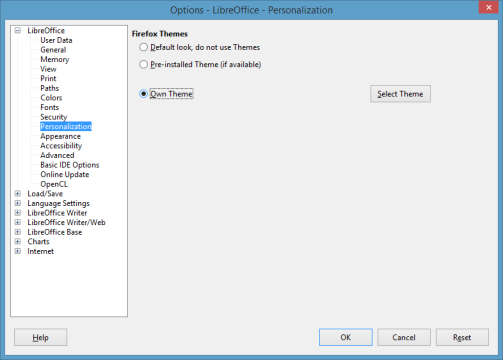 Options - LibreOffice - Personalization
LibreOffice
User Data
General
Memory
View
Print
Paths
Colors
Fonts
Security
Personalization
Appearance
Accessibility
Advanced
Basic IDE Options
Online Update
OpenCL
Load/Save
Language Settings
LibreOffice Writer
LibreOffice Writer/Web
LibreOffice Base
Charts
Internet
Firefox Themes
Default look, do not use Themes
Pre-installed Theme (if available)
Own Theme
Select Theme
Help
OK
Cancel
Reset